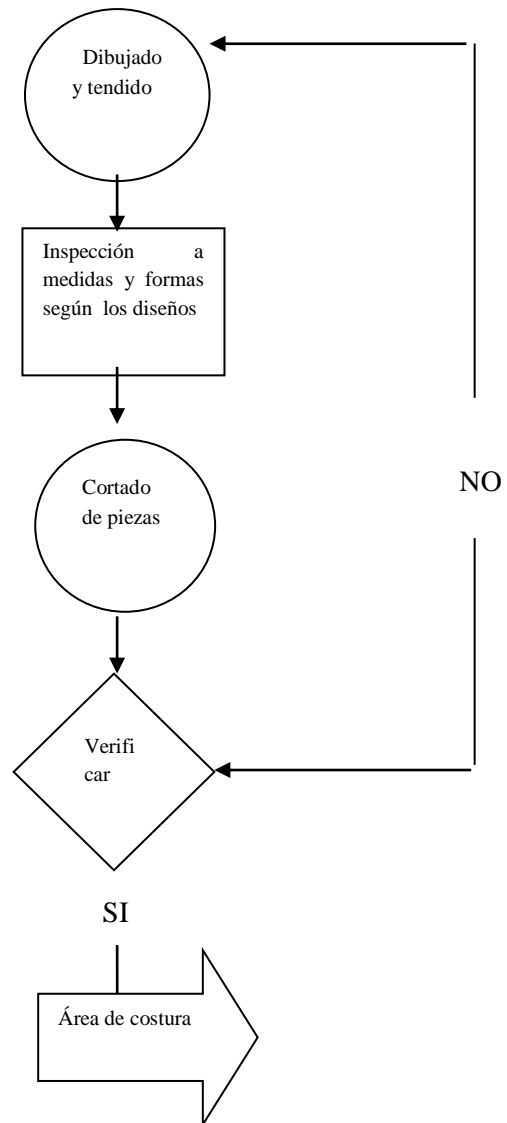 Dibujado
y tendido
Inspección a
medidas y formas
según los diseños
Cortado
de piezas
NO
Verifi
car
SI
Área de costura